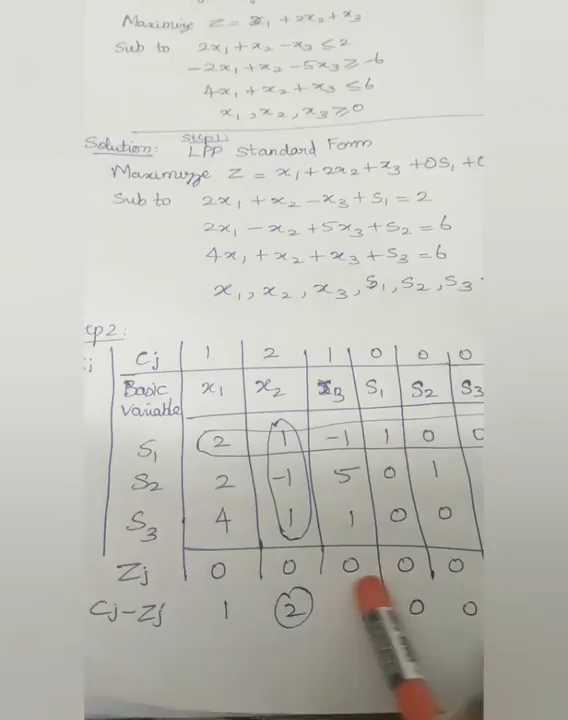 Maximize Z = x₁ + 2x₂ + x₃
Sub to 2x₁ + x₂ - x₃ ≤ 2
-2x₁ + x₂ - 5x₃ ≥ -6
4x₁ + x₂ + x₃ ≤ 6
x₁, x₂, x₃ ≥ 0
Solution: Step1: LPP Standard Form
Maximize Z = x₁ + 2x₂ + x₃ + 0S₁ +
Sub to 2x₁ + x₂ - x₃ + S₁ = 2
2x₁ - x₂ + 5x₃ + S₂ = 6
4x₁ + x₂ + x₃ + S₃ = 6
x₁, x₂, x₃, S₁, S₂, S₃
ep2:
j Cj 1 2 1 0 0 0
Basic Variable x₁ x₂ x₃ S₁ S₂ S₃
S₁ 2 1 -1 1 0 0
S₂ 2 -1 5 0 1
S₃ 4 1 1 0 0
Zj 0 0 0 0 0
Cj-Zj 1 2 0 0